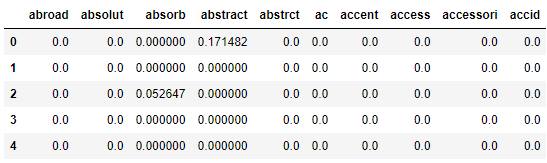 abroad absolut absorb abstract abstrct ac accent access accessori accid
0 0.0 0.0 0.000000 0.171482 0.0 0.0 0.0 0.0 0.0 0.0
1 0.0 0.0 0.000000 0.000000 0.0 0.0 0.0 0.0 0.0 0.0
2 0.0 0.0 0.052647 0.000000 0.0 0.0 0.0 0.0 0.0 0.0
3 0.0 0.0 0.000000 0.000000 0.0 0.0 0.0 0.0 0.0 0.0
4 0.0 0.0 0.000000 0.000000 0.0 0.0 0.0 0.0 0.0 0.0